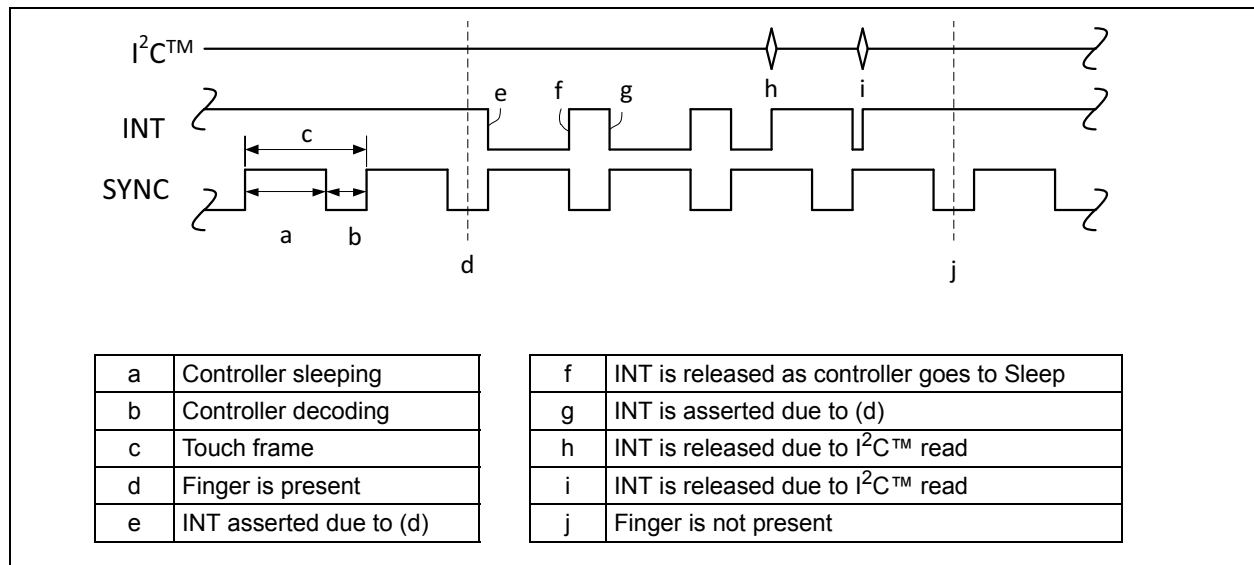 I²C™
h
i
e
f
g
INT
c
SYNC
a
b
d
j
a Controller sleeping
b Controller decoding
c Touch frame
d Finger is present
e INT asserted due to (d)
f INT is released as controller goes to Sleep
g INT is asserted due to (d)
h INT is released due to I²C™ read
i INT is released due to I²C™ read
j Finger is not present